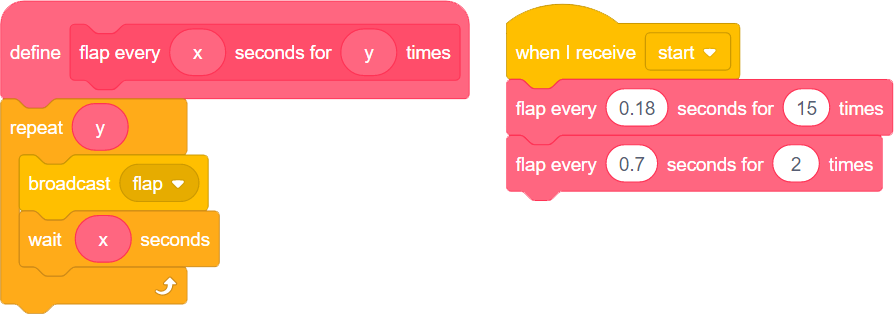 define flap every x seconds for y times
repeat y
broadcast flap
wait x seconds
when I receive start
flap every 0.18 seconds for 15 times
flap every 0.7 seconds for 2 times